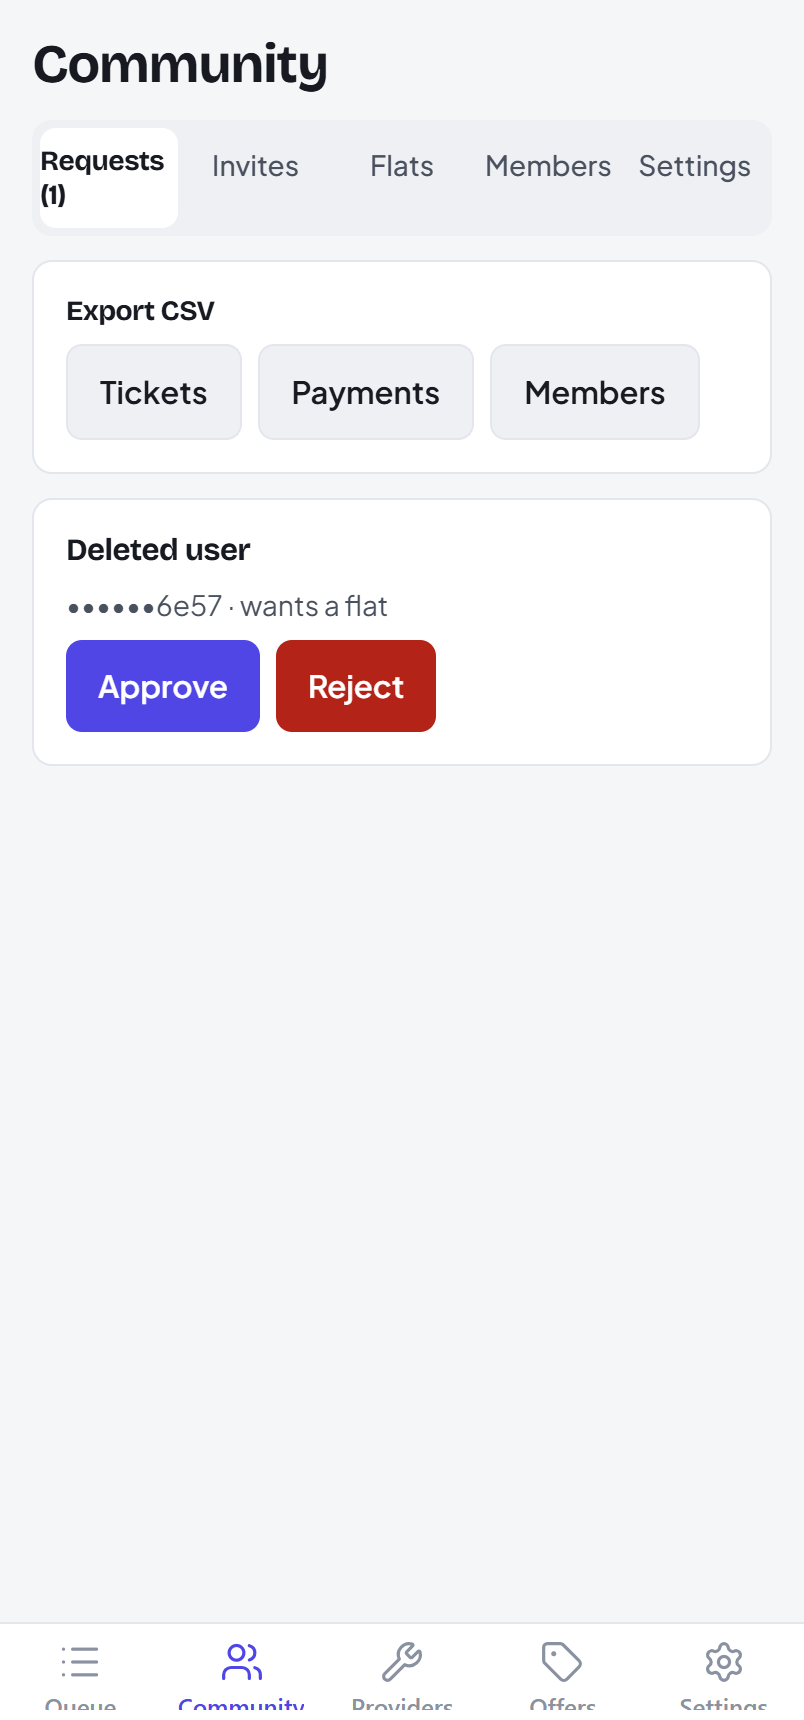 Community
Requests
(1)
Invites
Flats
Members
Settings
Export CSV
Tickets
Payments
Members
Deleted user
••••••6e57 · wants a flat
Approve
Reject
Queue
Community
Providers
Offers
Settings